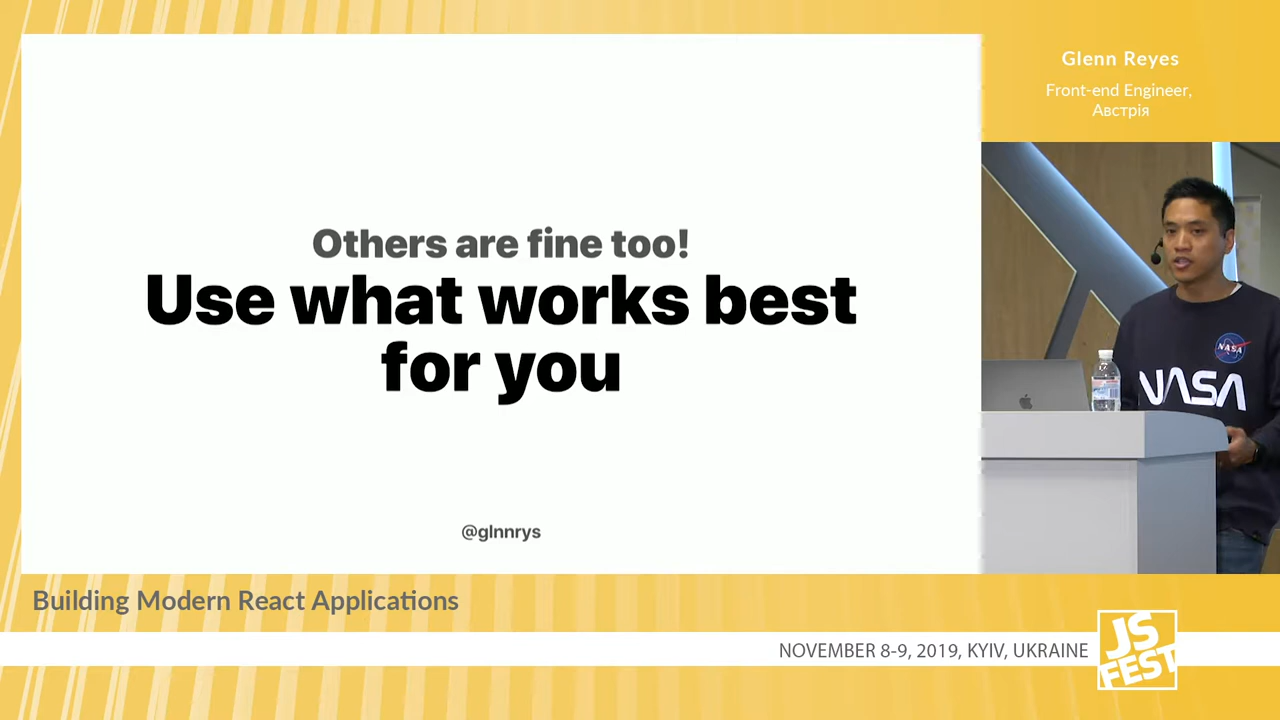 Glenn Reyes
Front-end Engineer,
Австрія
Others are fine too!
Use what works best
for you
@glnnrys
NASA
NASA
Building Modern React Applications
NOVEMBER 8-9, 2019, KYIV, UKRAINE
JS
FEST